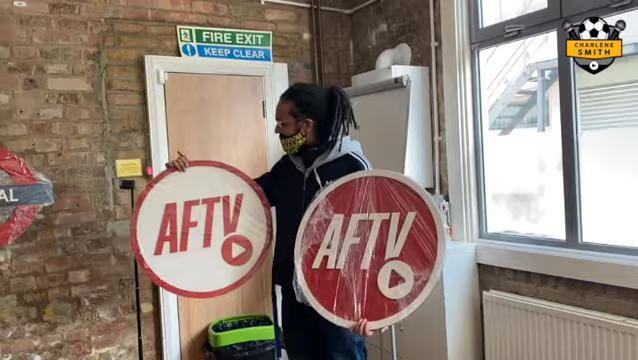 FIRE EXIT
KEEP CLEAR
CHARLENE
SMITH
AL
AFTV
AFTV